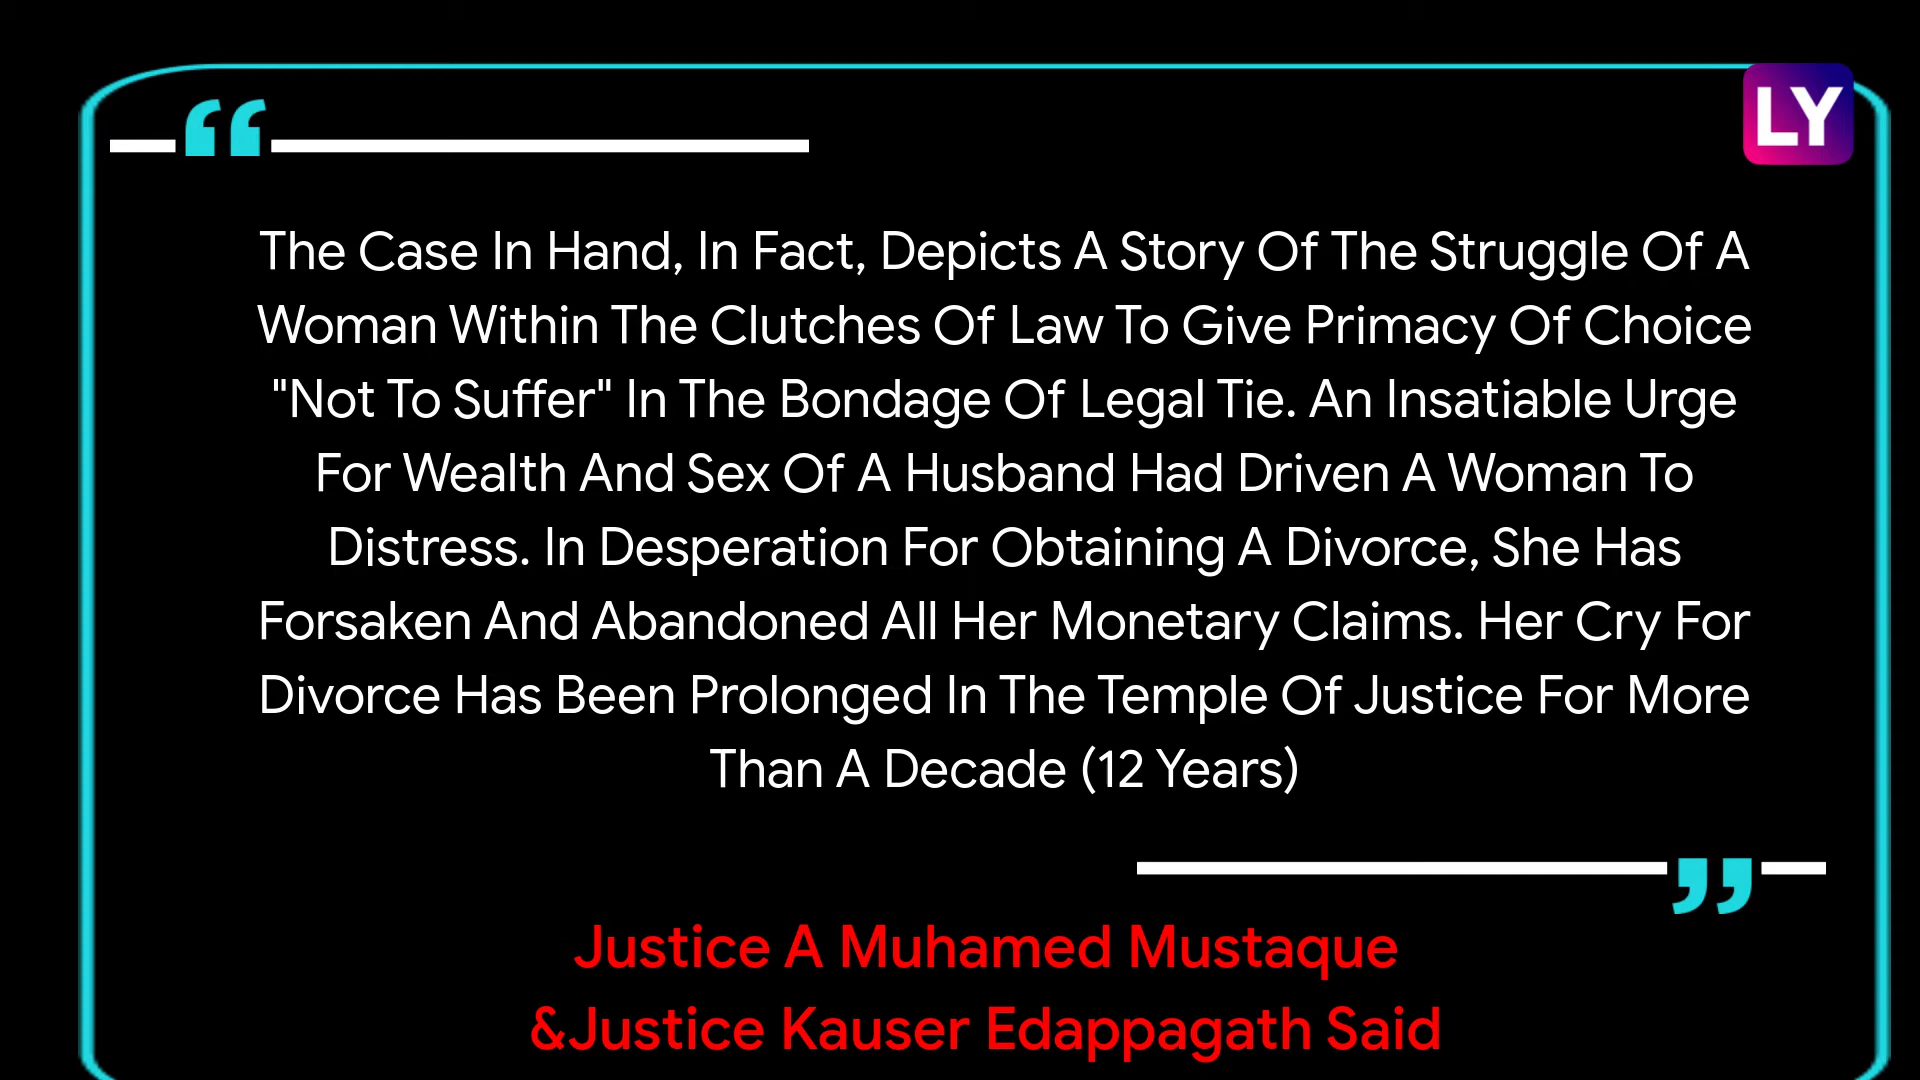 LY
The Case In Hand, In Fact, Depicts A Story Of The Struggle Of A
Woman Within The Clutches Of Law To Give Primacy Of Choice
"Not To Suffer" In The Bondage Of Legal Tie. An Insatiable Urge
For Wealth And Sex Of A Husband Had Driven A Woman To
Distress. In Desperation For Obtaining A Divorce, She Has
Forsaken And Abandoned All Her Monetary Claims. Her Cry For
Divorce Has Been Prolonged In The Temple Of Justice For More
Than A Decade (12 Years)
Justice A Muhamed Mustaque
&Justice Kauser Edappagath Said